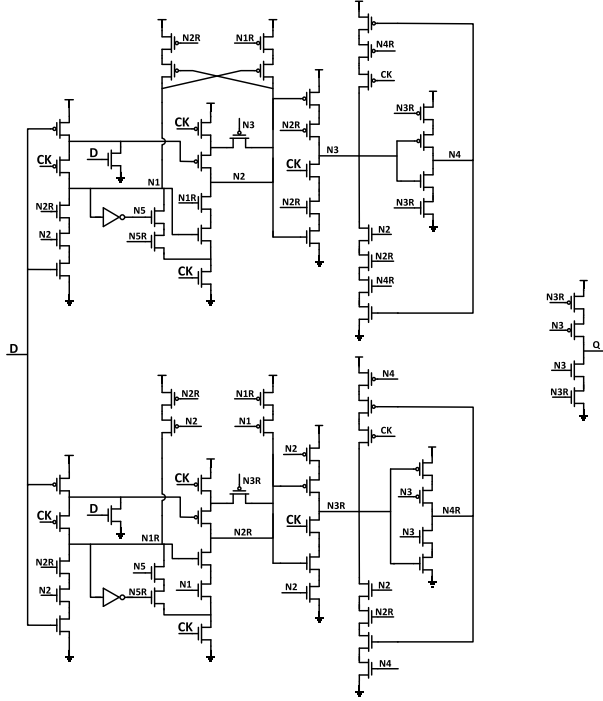 N2R N1R
N4R
CK
CK N3 N3R
D N2R
CK D N3 N4
CK
N1 N2
N2R N1R N2R N3R
N5
N2 N5R N2
N2R
CK N4R
N3R
N3
D Q
N3
N3R
N4
N2R N1R
N2 N1 CK
N2
CK N3R
N3
D N3R N4R
CK CK
N3
N1R N2R
N2R N5
N1 N2 N2
N2 N5R
N2R
CK
N4